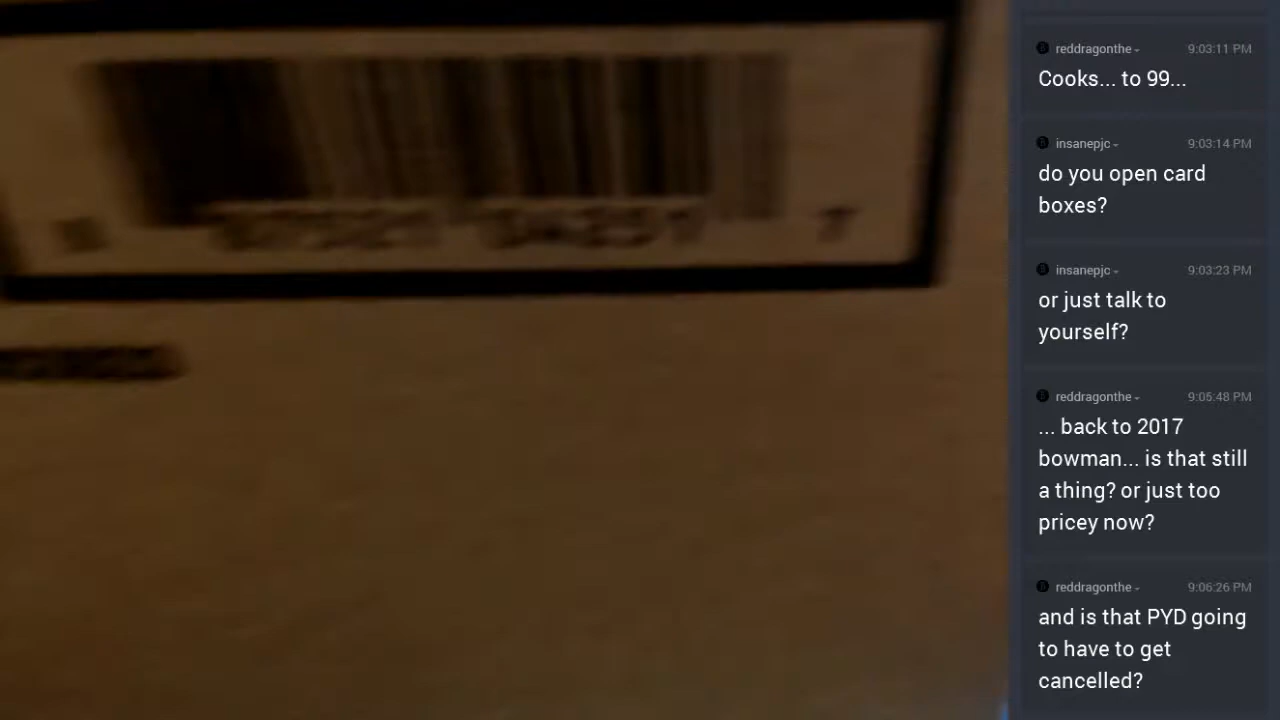 reddragonthe
9:03:11 PM
Cooks... to 99...
insanepjc
9:03:14 PM
do you open card
boxes?
insanepjc
9:03:23 PM
or just talk to
yourself?
reddragonthe
9:05:48 PM
... back to 2017
bowman... is that still
a thing? or just too
pricey now?
reddragonthe
9:06:26 PM
and is that PYD going
to have to get
cancelled?